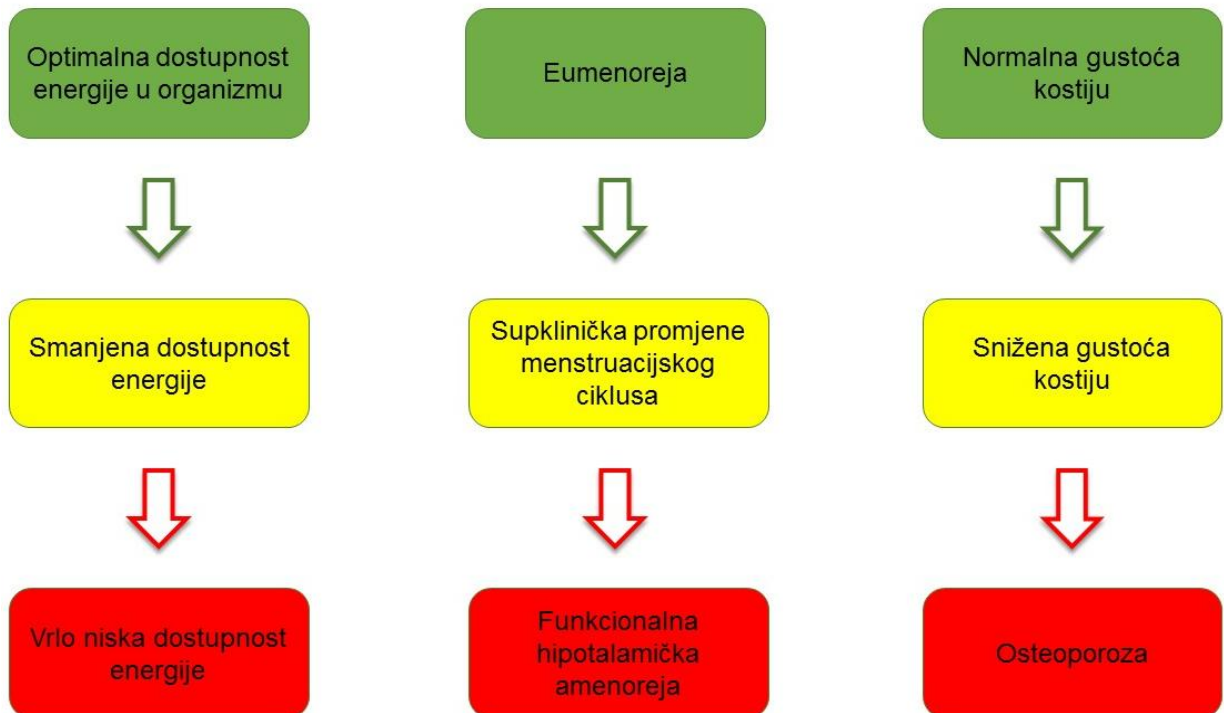 Optimalna dostupnost
energije u organizmu
Eumenoreja
Normalna gustoća
kostiju
Smanjena dostupnost
energije
Supklinička promjene
menstruacijskog
ciklusa
Snižena gustoća
kostiju
Vrlo niska dostupnost
energije
Funkcionalna
hipotalamička
amenoreja
Osteoporoza